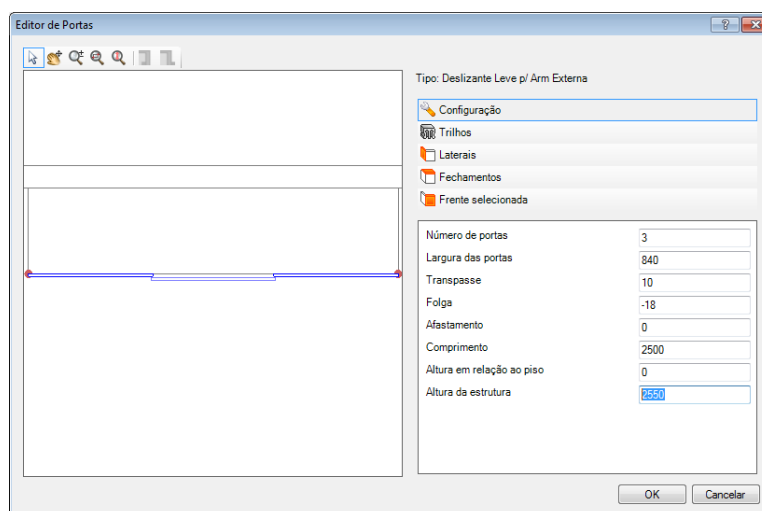 Editor de Portas
Tipo: Deslizante Leve p/ Arm Externa
Configuração
Trilhos
Laterais
Fechamentos
Frente selecionada
Número de portas 3
Largura das portas 840
Transpasse 10
Folga -18
Afastamento 0
Comprimento 2500
Altura em relação ao piso 0
Altura da estrutura 2550
OK Cancelar